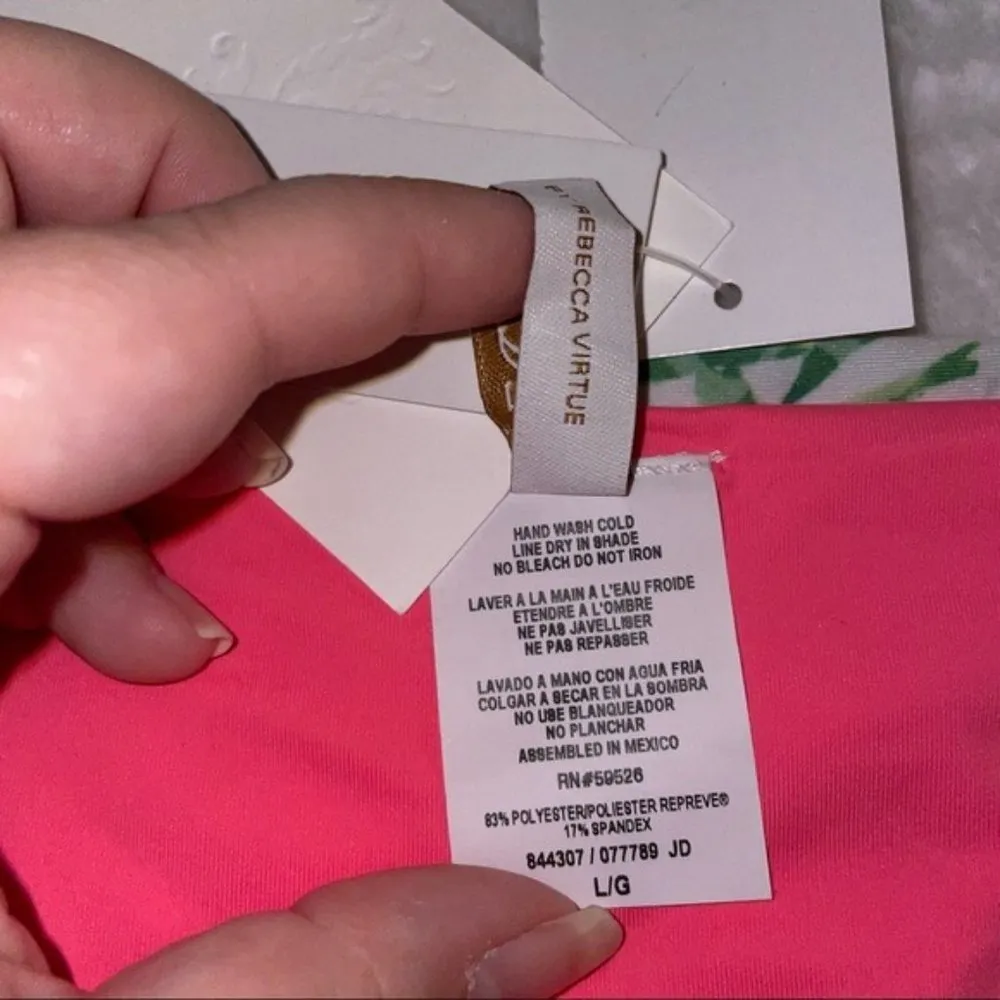 REBECCA VIRTUE
HAND WASH COLD
LINE DRY IN SHADE
NO BLEACH DO NOT IRON
LAVER A LA MAIN A L'EAU FROIDE
ETENDRE A L'OMBRE
NE PAS JAVELLISER
NE PAS REPASSER
LAVADO A MANO CON AGUA FRIA
COLGAR A SECAR EN LA SOMBRA
NO USE BLANQUEADOR
NO PLANCHAR
ASSEMBLED IN MEXICO
RN#59526
83% POLYESTER/POLIESTER REPREVE®
17% SPANDEX
844307 / 077789 JD
L/G